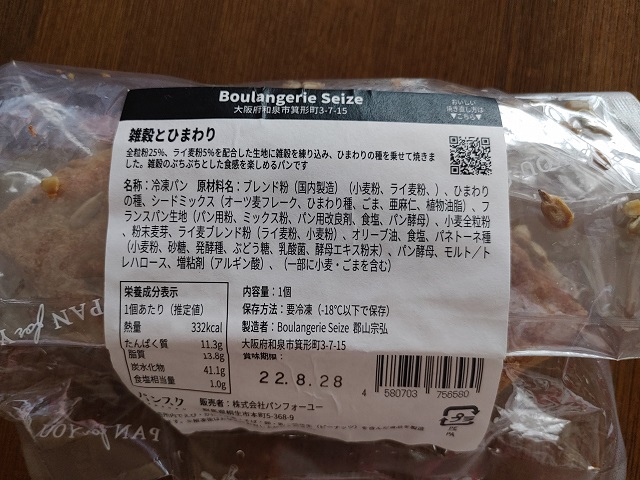 Boulangerie Seize
大阪府和泉市箕形町3-7-15
おいしい
焼き直し方は
▼こちら▼
雑穀とひまわり
全粒粉25%、ライ麦粉5%を配合した生地に雑穀を練り込み、ひまわりの種を乗せて焼きま
した。雑穀のぷちぷちとした食感を楽しめるパンです
名称：冷凍パン 原材料名：ブレンド粉（国内製造）（小麦粉、ライ麦粉、）、ひまわり
の種、シードミックス（オーツ麦フレーク、ひまわり種、ごま、亜麻仁、植物油脂）、フ
ランスパン生地（パン用粉、ミックス粉、パン用改良剤、食塩、パン酵母）、小麦全粒粉
、粉末麦芽、ライ麦ブレンド粉（ライ麦粉、小麦粉）、オリーブ油、食塩、パネトーネ種
（小麦粉、砂糖、発酵種、ぶどう糖、乳酸菌、酵母エキス粉末）、パン酵母、モルト／ト
レハロース、増粘剤（アルギン酸）、（一部に小麦・ごまを含む）
栄養成分表示
1個あたり（推定値）
熱量 332kcal
たんぱく質 11.3g
脂質 13.8g
炭水化物 41.1g
食塩相当量 1.0g
内容量：1個
保存方法：要冷凍（-18℃以下で保存）
製造者：Boulangerie Seize 郡山宗弘
大阪府和泉市箕形町3-7-15
賞味期限：
22.8.28
4 580703 756580
販売者：株式会社パンフォーユー
群馬県桐生市本町5-368-9
PAN for YOU